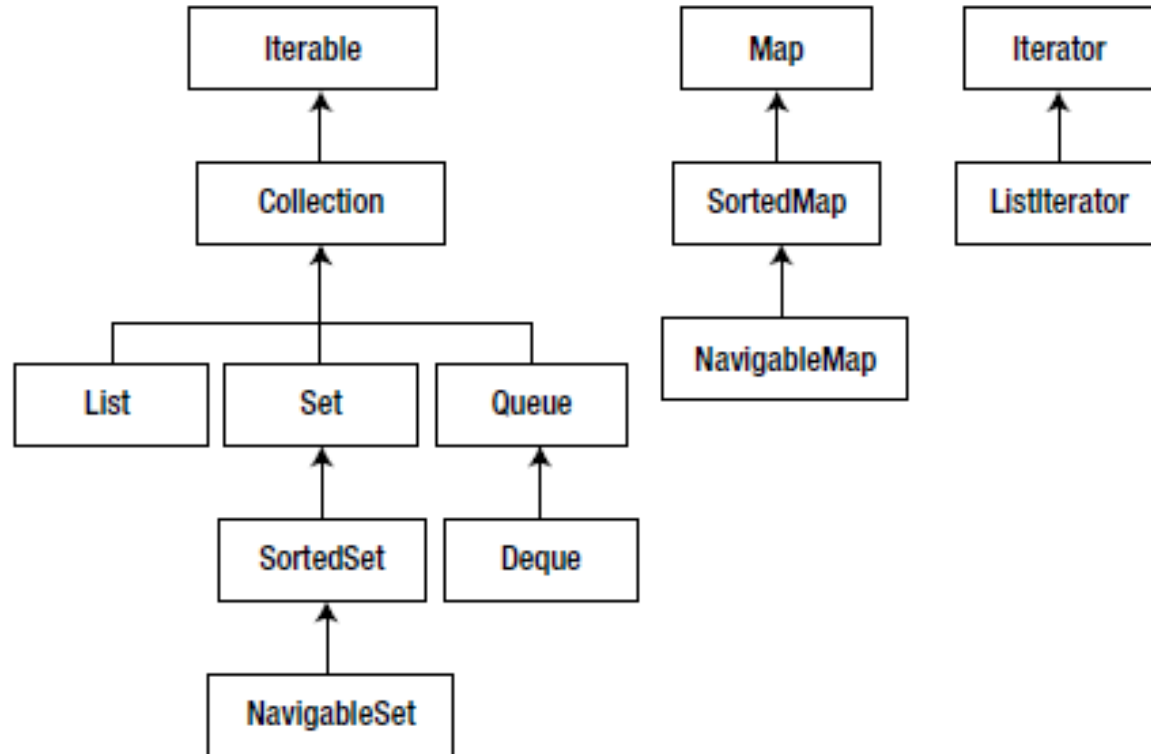 Iterable
Map
Iterator
Collection
SortedMap
ListIterator
NavigableMap
List
Set
Queue
SortedSet
Deque
NavigableSet